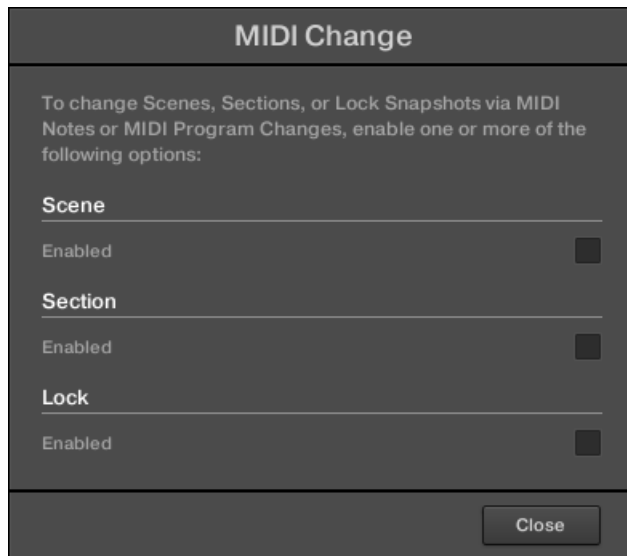 MIDI Change
To change Scenes, Sections, or Lock Snapshots via MIDI
Notes or MIDI Program Changes, enable one or more of the
following options:
Scene
Enabled
Section
Enabled
Lock
Enabled
Close